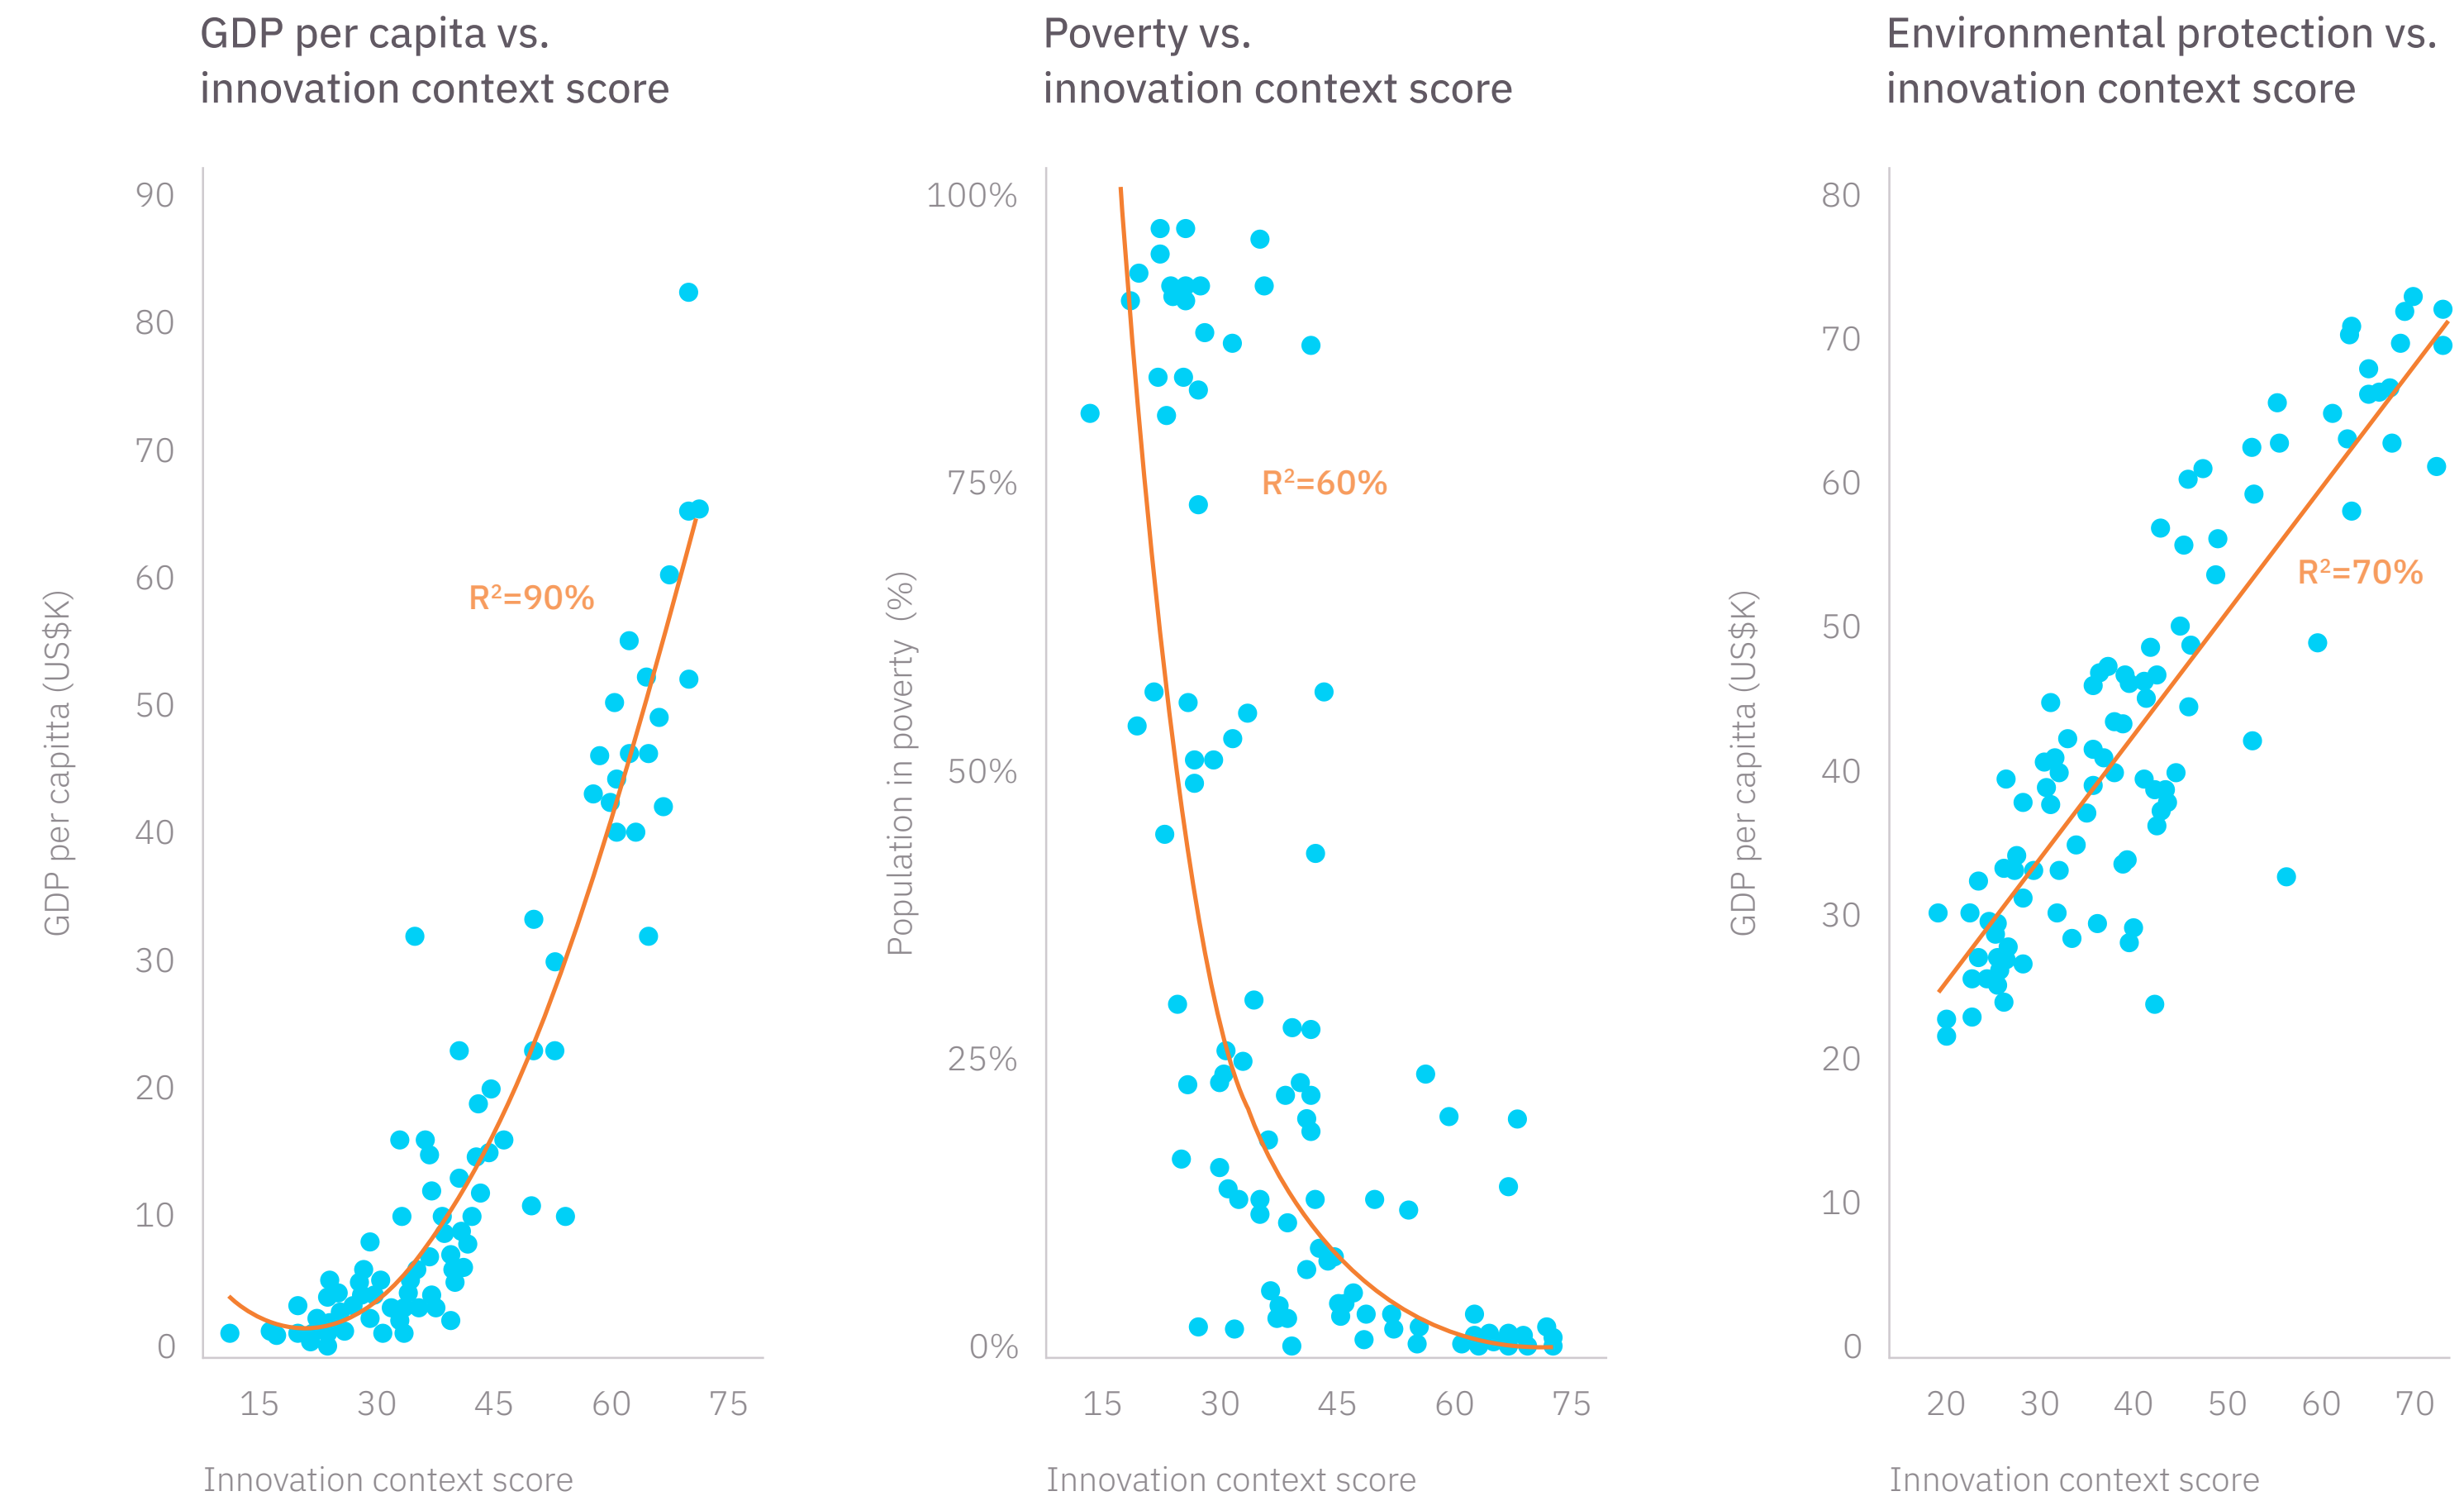 GDP per capita vs.
innovation context score
90
80
70
60
50
40
30
20
10
0
GDP per capitta (US$K)
R²=90%
15 30 45 60 75
Innovation context score
Poverty vs.
innovation context score
100%
75%
50%
25%
0%
Population in poverty (%)
R²=60%
15 30 45 60 75
Innovation context score
Environmental protection vs.
innovation context score
80
70
60
50
40
30
20
10
0
GDP per capitta (US$K)
R²=70%
20 30 40 50 60 70
Innovation context score